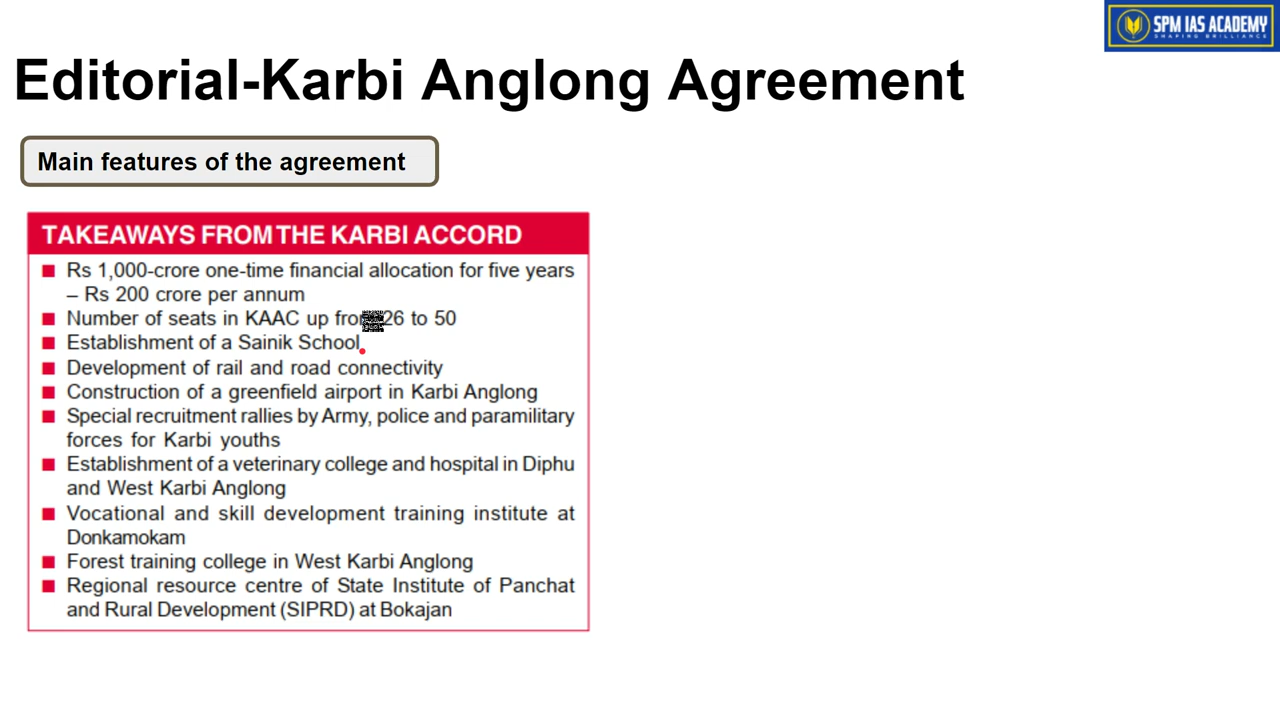 SPM IAS ACADEMY
SHAPING BRILLIANCE
Editorial-Karbi Anglong Agreement
Main features of the agreement
TAKEAWAYS FROM THE KARBI ACCORD
Rs 1,000-crore one-time financial allocation for five years
– Rs 200 crore per annum
Number of seats in KAAC up 26 to 50
Establishment of a Sainik School
Development of rail and road connectivity
Construction of a greenfield airport in Karbi Anglong
Special recruitment rallies by Army, police and paramilitary
forces for Karbi youths
Establishment of a veterinary college and hospital in Diphu
and West Karbi Anglong
Vocational and skill development training institute at
Donkamokam
Forest training college in West Karbi Anglong
Regional resource centre of State Institute of Panchat
and Rural Development (SIPRD) at Bokajan